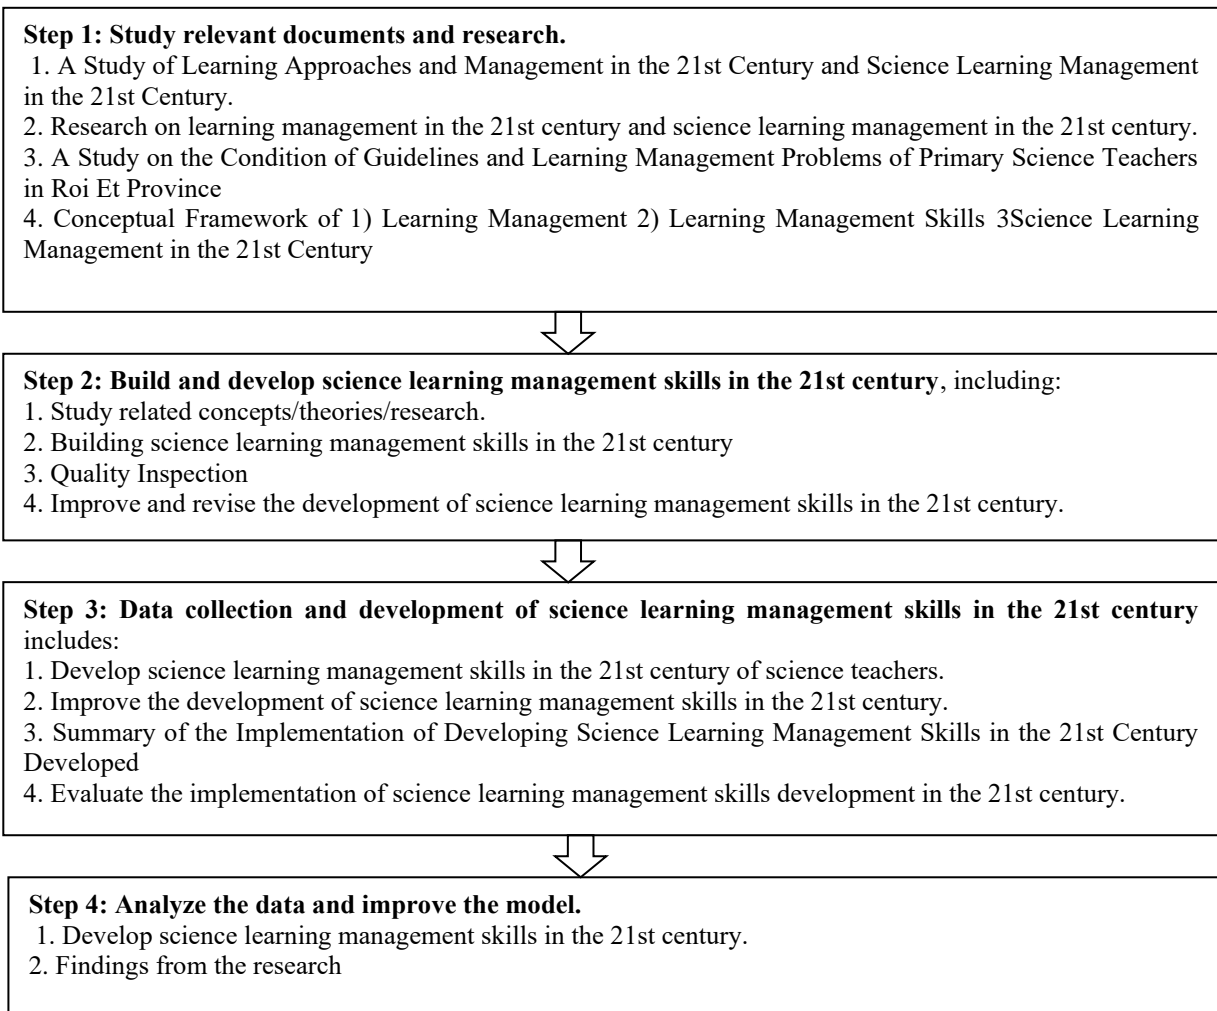 Step 1: Study relevant documents and research.
1. A Study of Learning Approaches and Management in the 21st Century and Science Learning Management
in the 21st Century.
2. Research on learning management in the 21st century and science learning management in the 21st century.
3. A Study on the Condition of Guidelines and Learning Management Problems of Primary Science Teachers
in Roi Et Province
4. Conceptual Framework of 1) Learning Management 2) Learning Management Skills 3Science Learning
Management in the 21st Century
Step 2: Build and develop science learning management skills in the 21st century, including:
1. Study related concepts/theories/research.
2. Building science learning management skills in the 21st century
3. Quality Inspection
4. Improve and revise the development of science learning management skills in the 21st century.
Step 3: Data collection and development of science learning management skills in the 21st century
includes:
1. Develop science learning management skills in the 21st century of science teachers.
2. Improve the development of science learning management skills in the 21st century.
3. Summary of the Implementation of Developing Science Learning Management Skills in the 21st Century
Developed
4. Evaluate the implementation of science learning management skills development in the 21st century.
Step 4: Analyze the data and improve the model.
1. Develop science learning management skills in the 21st century.
2. Findings from the research